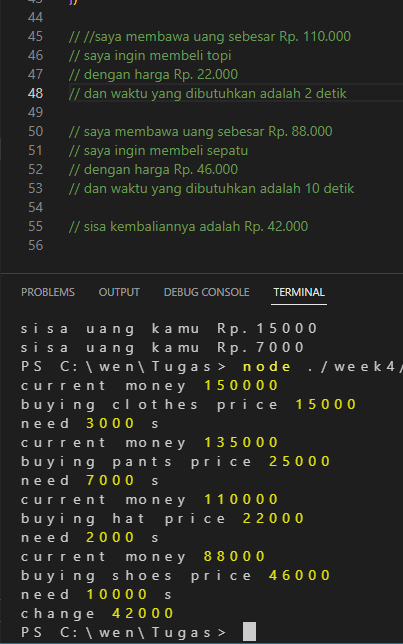 44
45 // //saya membawa uang sebesar Rp. 110.000
46 // saya ingin membeli topi
47 // dengan harga Rp. 22.000
48 // dan waktu yang dibutuhkan adalah 2 detik
49
50 // saya membawa uang sebesar Rp. 88.000
51 // saya ingin membeli sepatu
52 // dengan harga Rp. 46.000
53 // dan waktu yang dibutuhkan adalah 10 detik
54
55 // sisa kembaliannya adalah Rp. 42.000
56
PROBLEMS OUTPUT DEBUG CONSOLE TERMINAL
sisa uang kamu Rp.15000
sisa uang kamu Rp.7000
PS C:\wen\Tugas> node ./week4/
current money 150000
buying clothes price 15000
need 3000 s
current money 135000
buying pants price 25000
need 7000 s
current money 110000
buying hat price 22000
need 2000 s
current money 88000
buying shoes price 46000
need 10000 s
change 42000
PS C:\wen\Tugas>